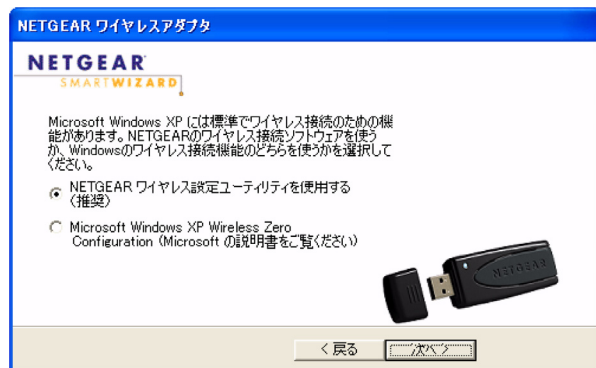 NETGEAR ワイヤレスアダプタ
NETGEAR
SMARTWIZARD
Microsoft Windows XP には標準でワイヤレス接続のための機
能があります。NETGEARのワイヤレス接続ソフトウェアを使う
か、Windowsのワイヤレス接続機能のどちらを使うかを選択して
ください。
NETGEAR ワイヤレス設定ユーティリティを使用する
（推奨）
Microsoft Windows XP Wireless Zero
Configuration (Microsoft の説明書をご覧ください)
NETGEAR
< 戻る
次へ >